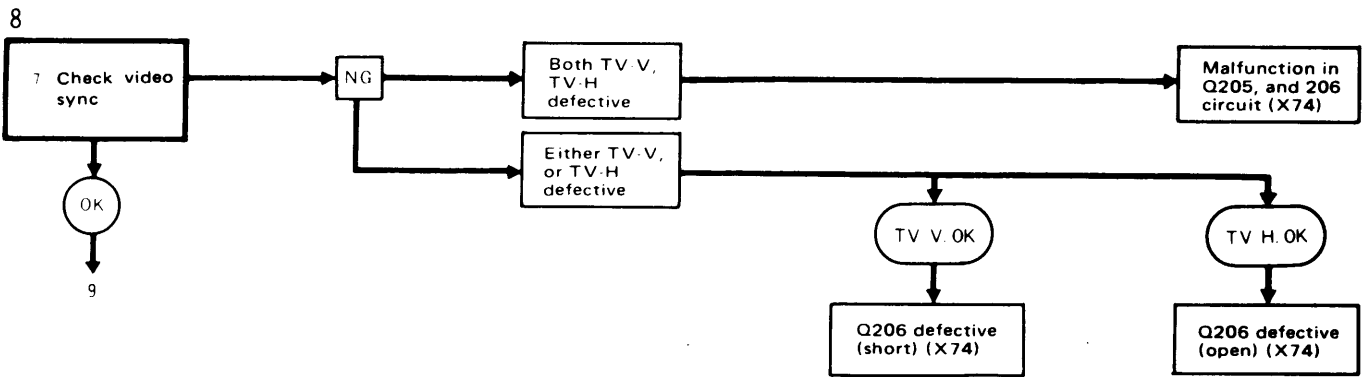 8
7 Check video
sync
NG
Both TV-V,
TV-H
defective
Malfunction in
Q205, and 206
circuit (X74)
Either TV-V,
or TV-H
defective
OK
TV V. OK
TV H. OK
9
Q206 defective
(short) (X74)
Q206 defective
(open) (X74)